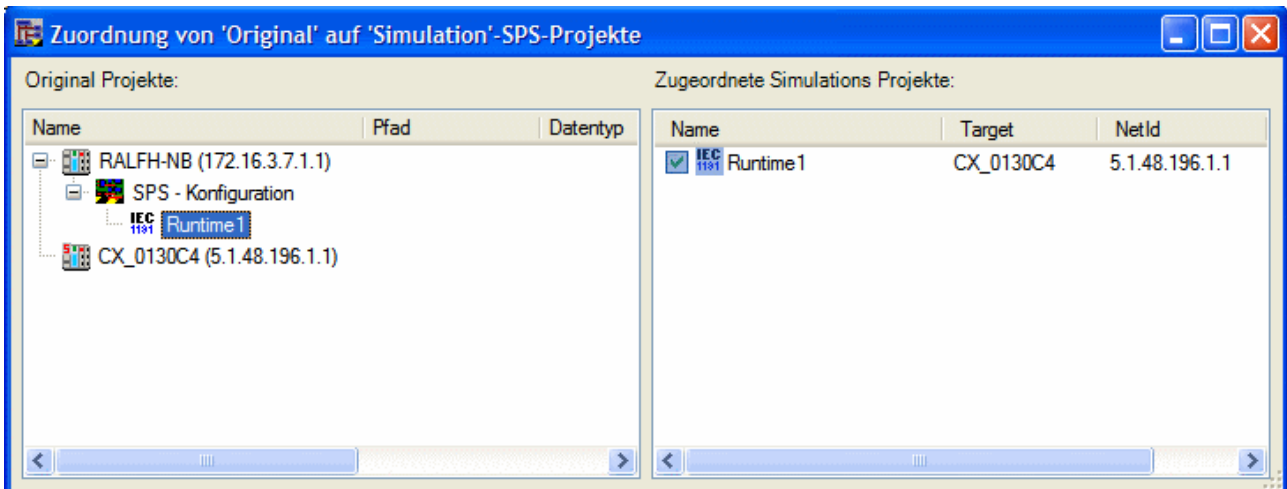 Zuordnung von 'Original' auf 'Simulation'-SPS-Projekte
Original Projekte:
Zugeordnete Simulations Projekte:
Name Pfad Datentyp
Name Target NetId
RALFH-NB (172.16.3.7.1.1)
IEC 1131 Runtime1 CX_0130C4 5.1.48.196.1.1
SPS - Konfiguration
IEC 1131 Runtime1
CX_0130C4 (5.1.48.196.1.1)